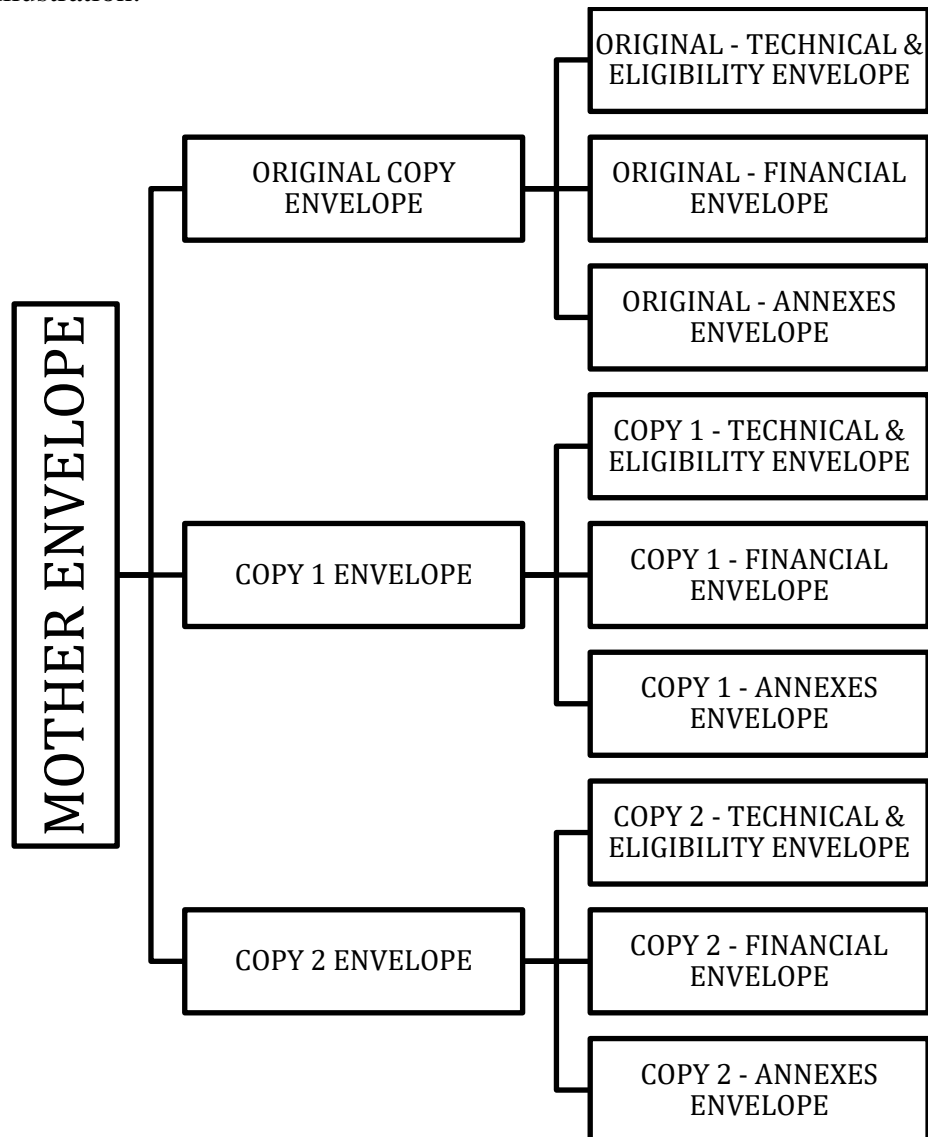 ORIGINAL - TECHNICAL &
ELIGIBILITY ENVELOPE
ORIGINAL COPY
ENVELOPE
ORIGINAL - FINANCIAL
ENVELOPE
ORIGINAL - ANNEXES
ENVELOPE
MOTHER ENVELOPE
COPY 1 - TECHNICAL &
ELIGIBILITY ENVELOPE
COPY 1 ENVELOPE
COPY 1 - FINANCIAL
ENVELOPE
COPY 1 - ANNEXES
ENVELOPE
COPY 2 - TECHNICAL &
ELIGIBILITY ENVELOPE
COPY 2 ENVELOPE
COPY 2 - FINANCIAL
ENVELOPE
COPY 2 - ANNEXES
ENVELOPE